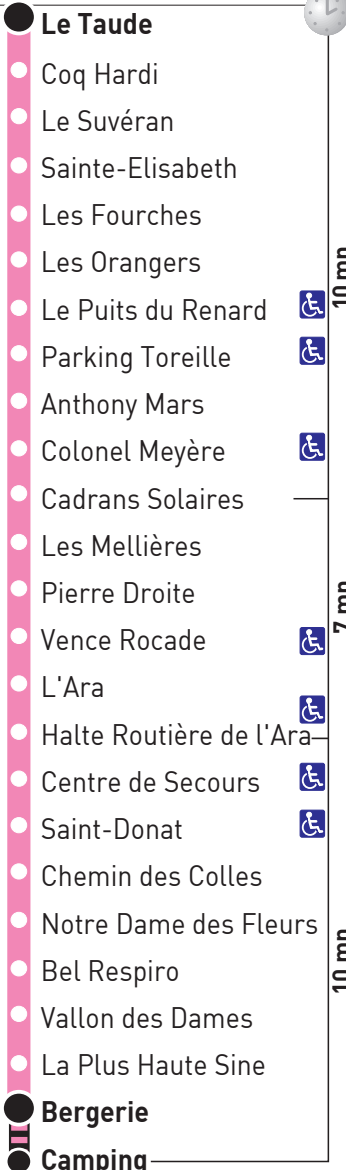 Le Taude
Coq Hardi
Le Suvéran
Sainte-Elisabeth
Les Fourches
Les Orangers
10 mn
Le Puits du Renard
Parking Toreille
Anthony Mars
Colonel Meyère
Cadrans Solaires
Les Mellières
Pierre Droite
7 mn
Vence Rocade
L'Ara
Halte Routière de l'Ara
Centre de Secours
Saint-Donat
Chemin des Colles
Notre Dame des Fleurs
10 mn
Bel Respiro
Vallon des Dames
La Plus Haute Sine
Bergerie
Camping